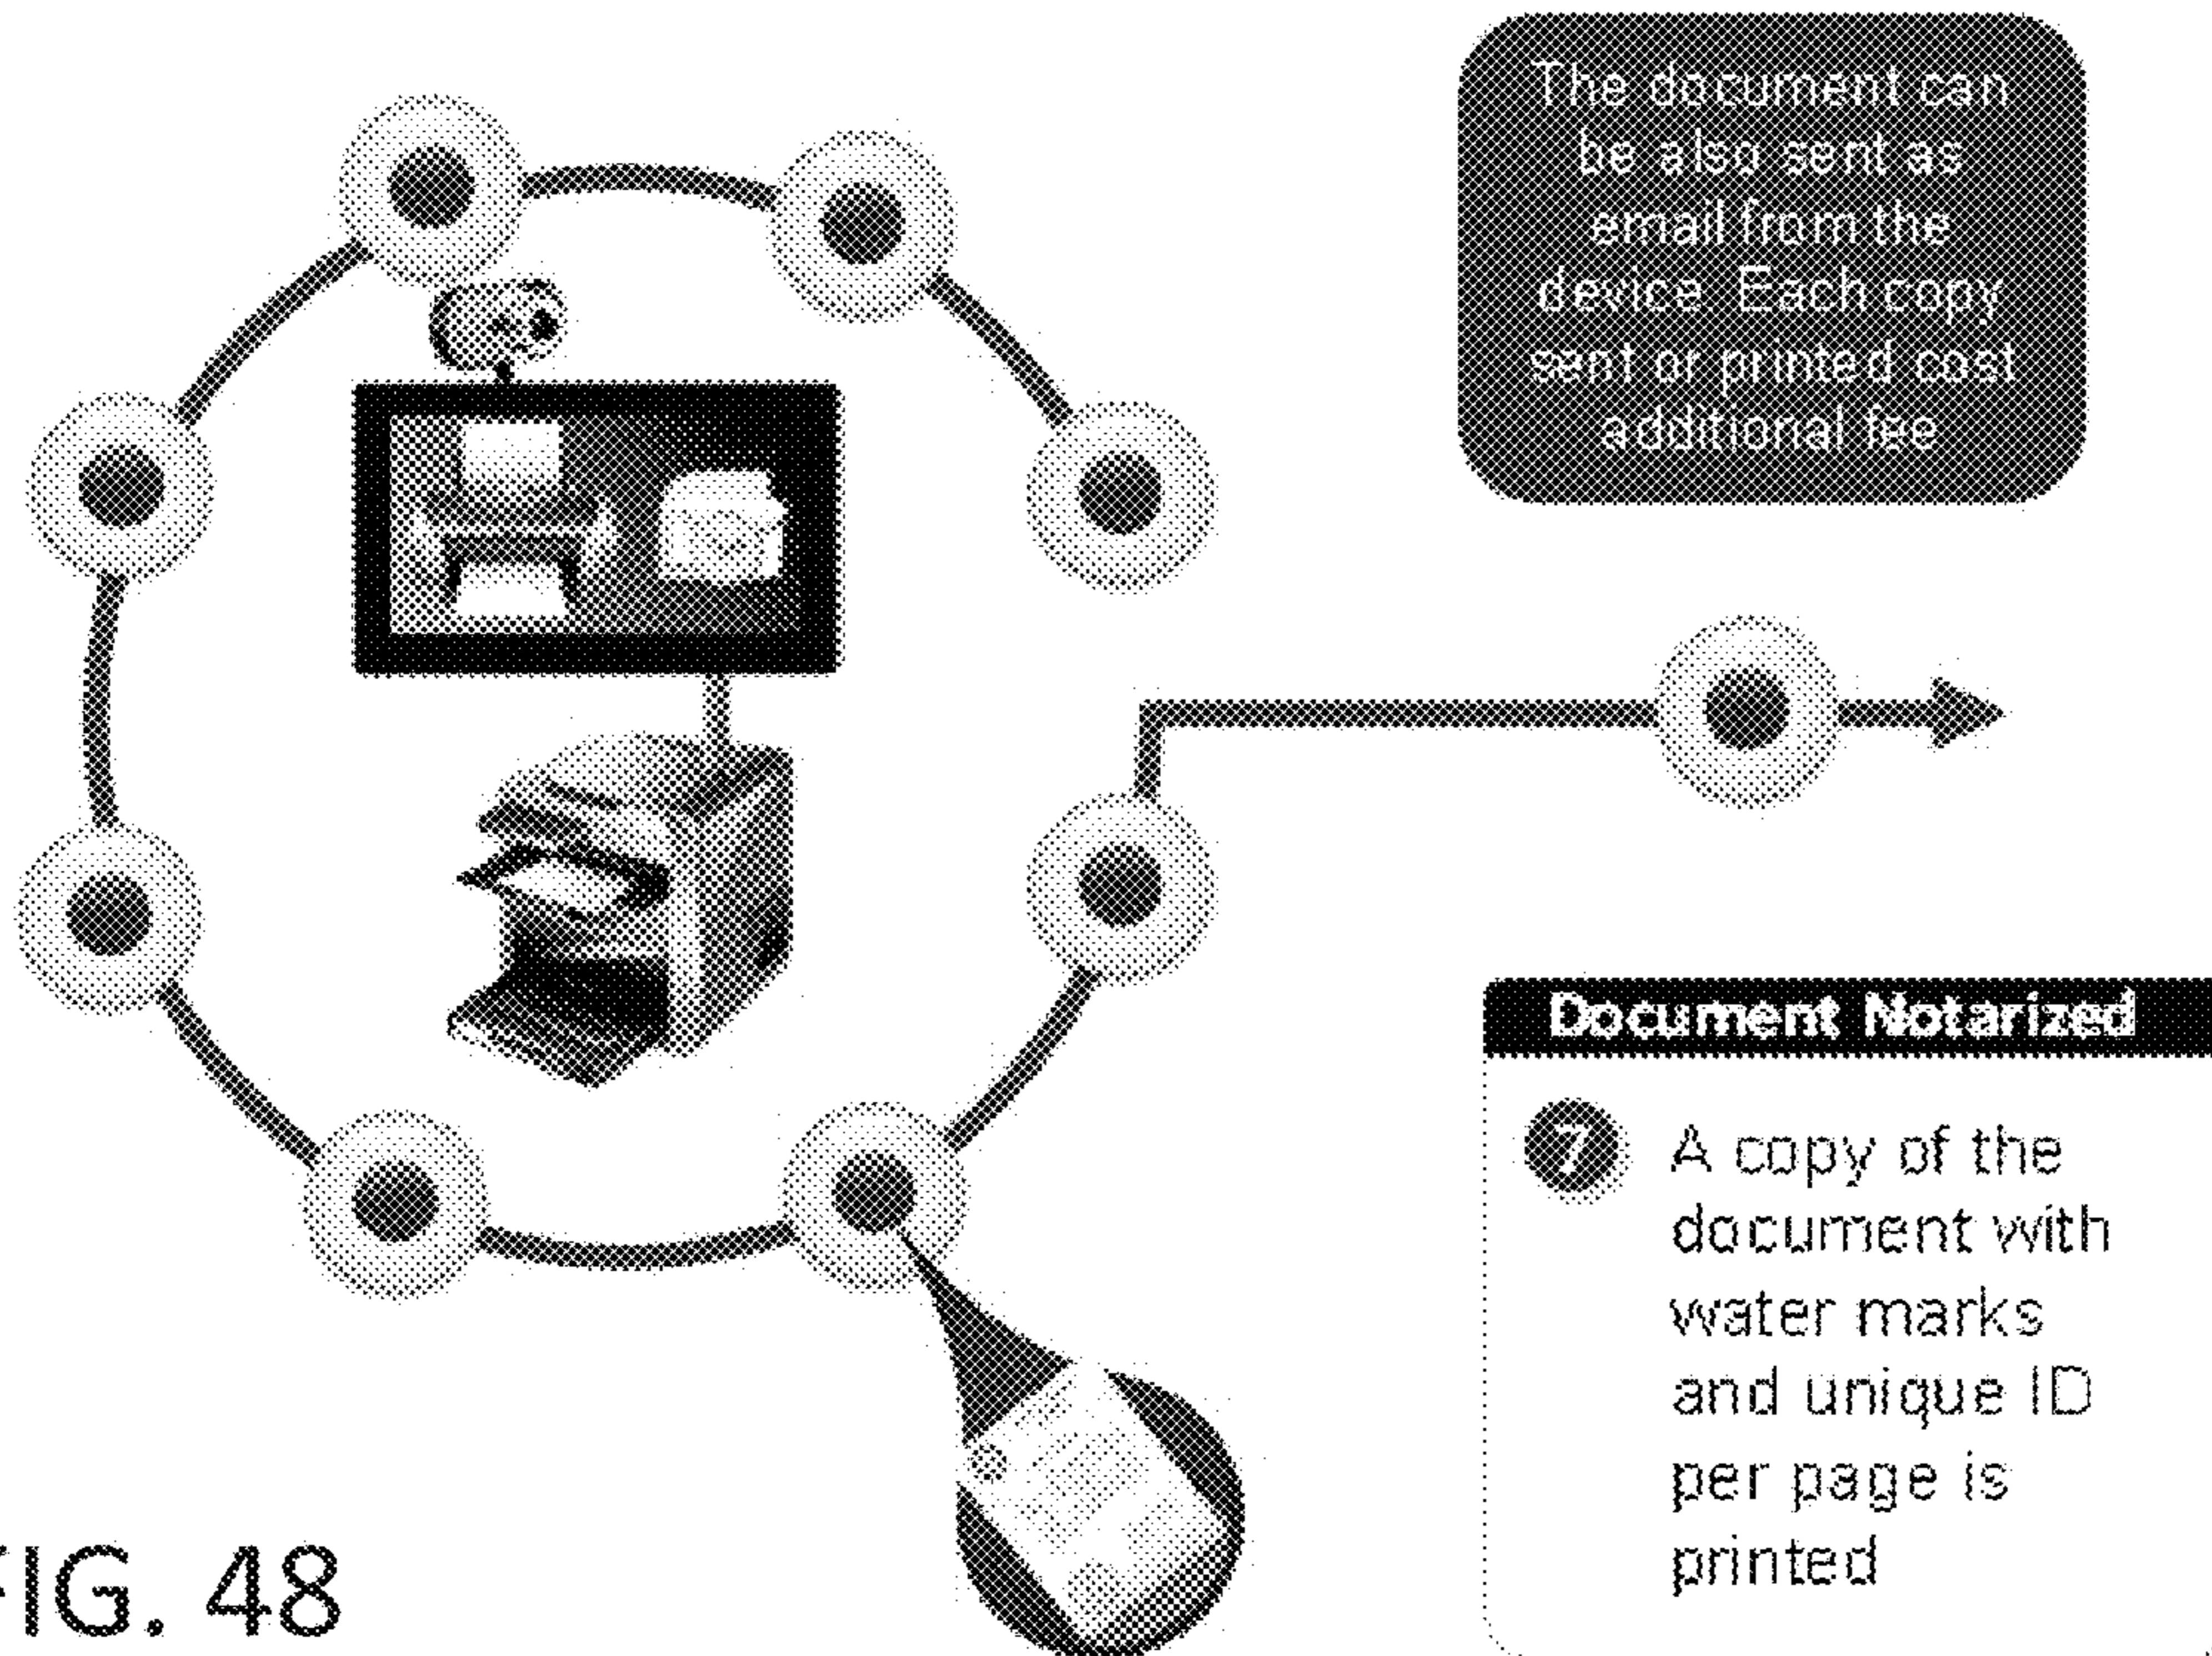 The document can
be also sent as
email from the
device. Each copy
sent or printed cost
additional fee
Document Notarized
7 A copy of the
document with
water marks
and unique ID
per page is
printed
FIG. 48